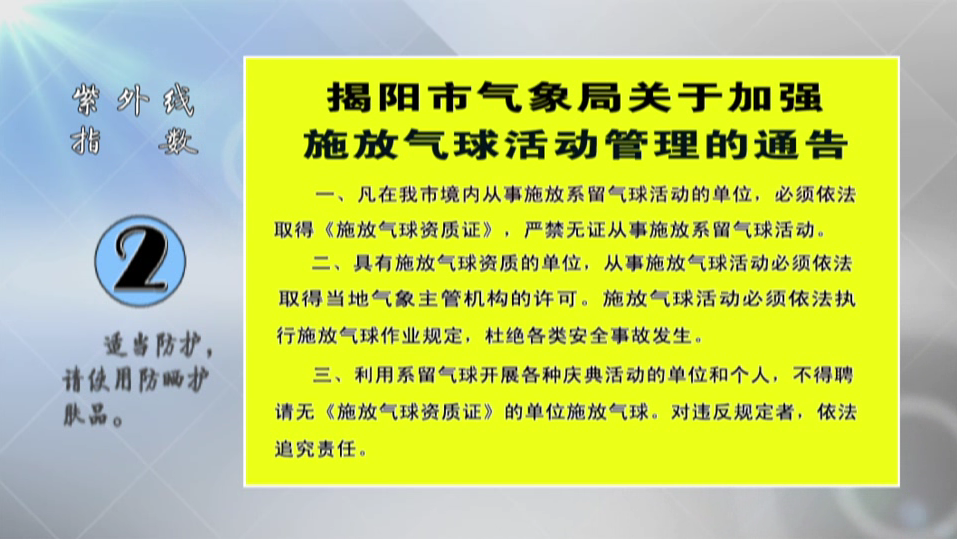 紫外线
指数
2
适当防护，
请使用防晒护
肤品。
揭阳市气象局关于加强
施放气球活动管理的通告
一、凡在我市境内从事施放系留气球活动的单位，必须依法
取得《施放气球资质证》，严禁无证从事施放系留气球活动。
二、具有施放气球资质的单位，从事施放气球活动必须依法
取得当地气象主管机构的许可。施放气球活动必须依法执
行施放气球作业规定，杜绝各类安全事故发生。
三、利用系留气球开展各种庆典活动的单位和个人，不得聘
请无《施放气球资质证》的单位施放气球。对违反规定者，依法
追究责任。